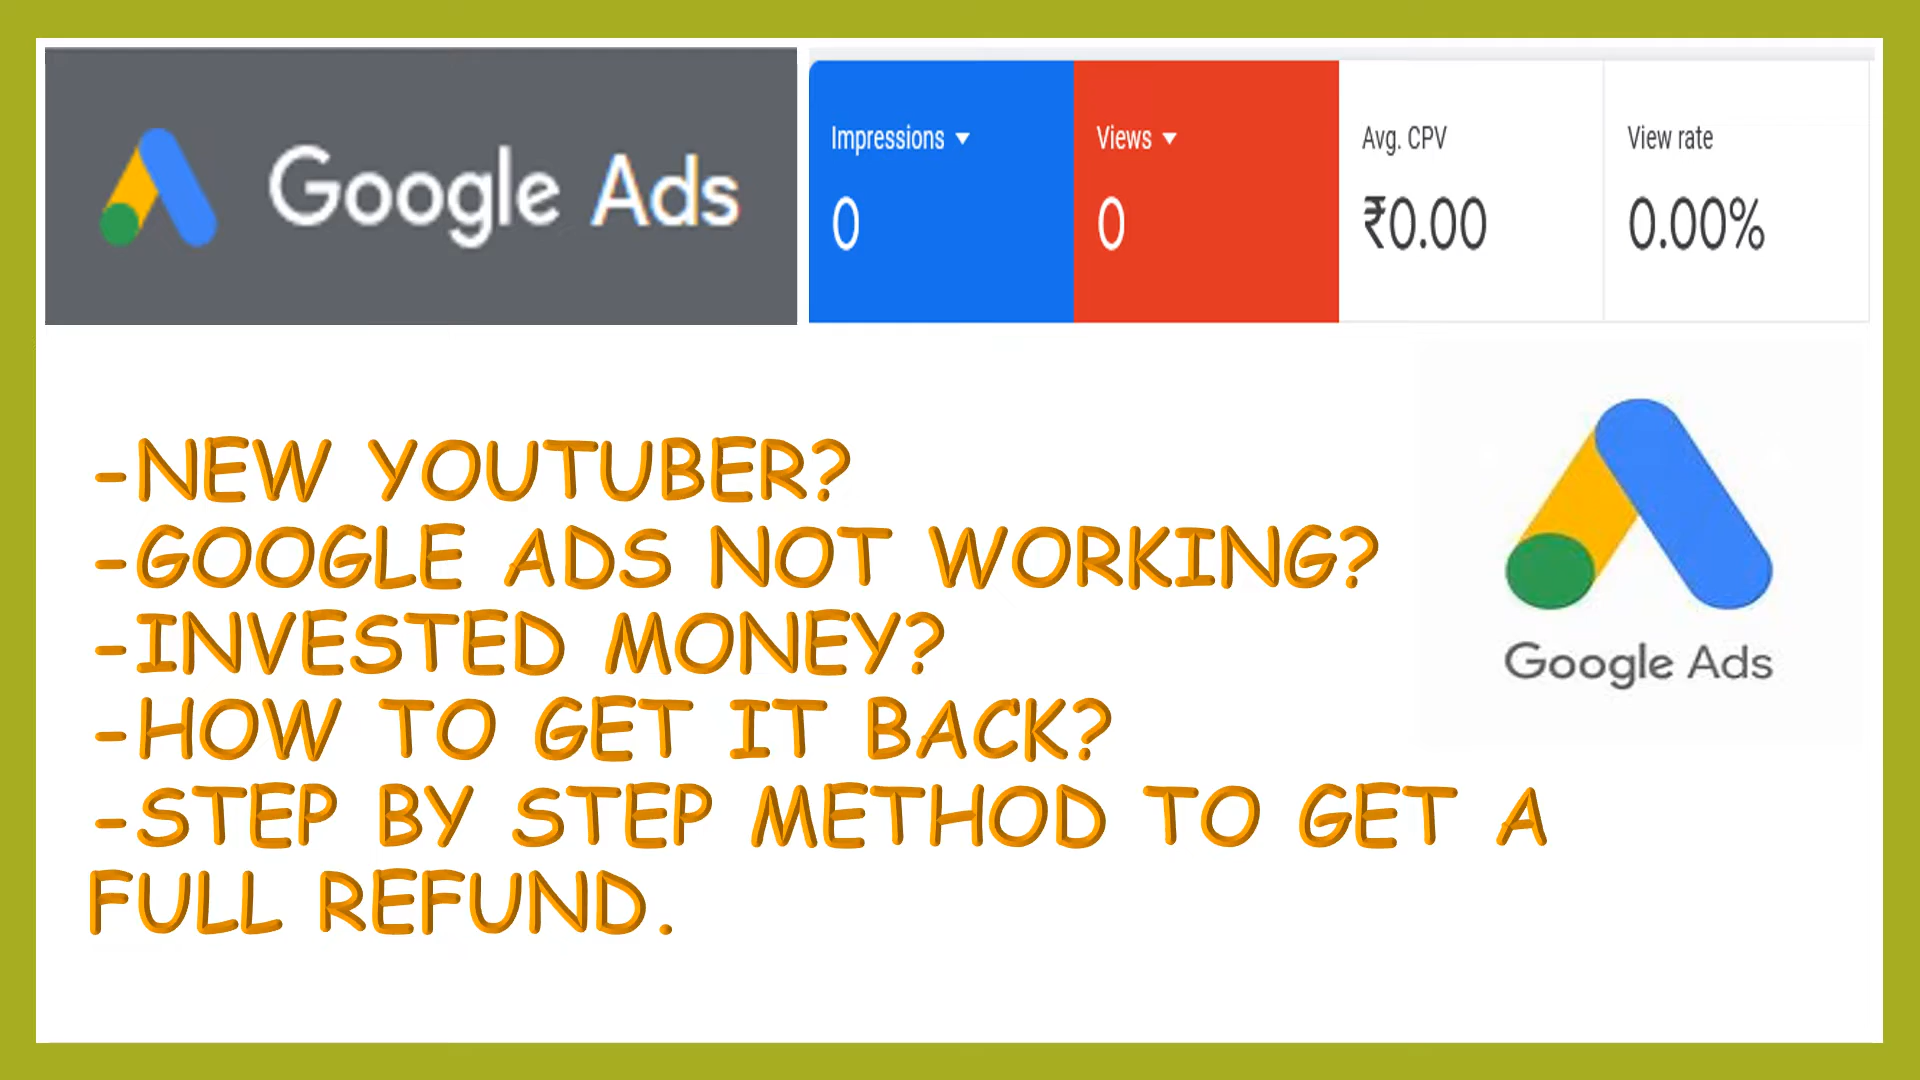 Google Ads
Impressions Views Avg. CPV View rate
0 0 ₹0.00 0.00%
-NEW YOUTUBER?
-GOOGLE ADS NOT WORKING?
-INVESTED MONEY?
Google Ads
-HOW TO GET IT BACK?
-STEP BY STEP METHOD TO GET A
FULL REFUND.